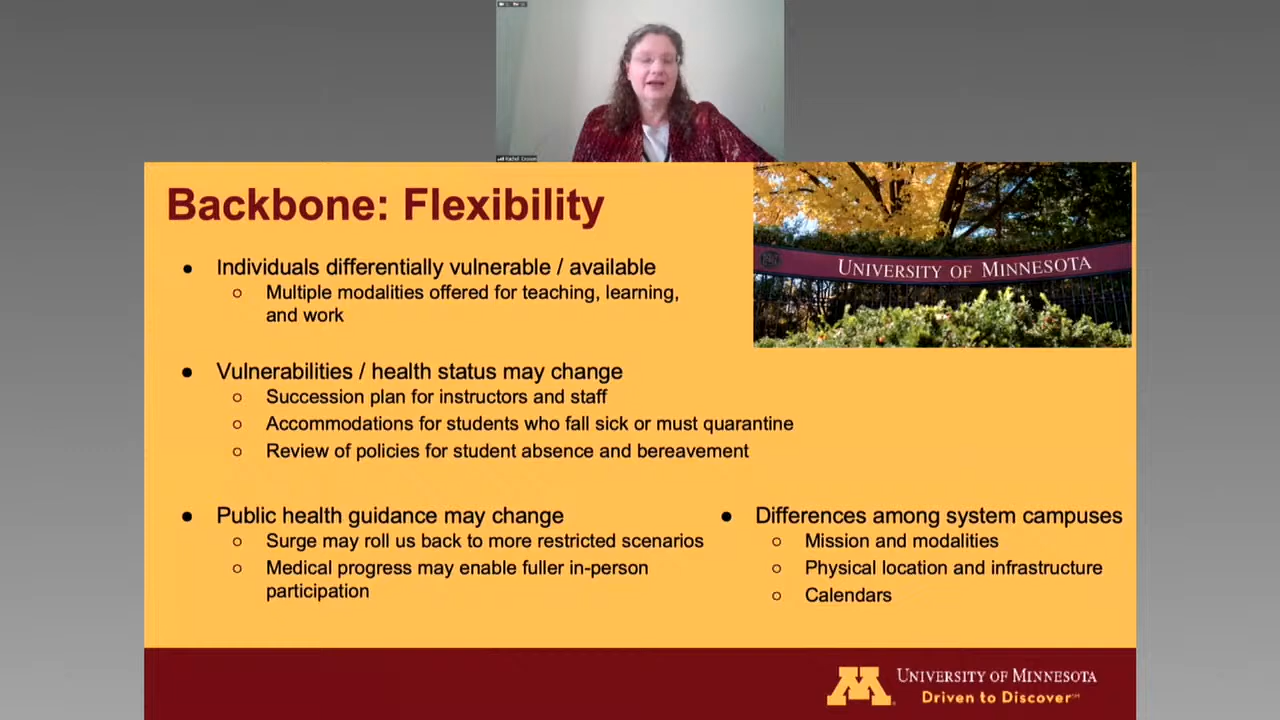 Rachel Croson
Backbone: Flexibility
UNIVERSITY OF MINNESOTA
● Individuals differentially vulnerable / available
○ Multiple modalities offered for teaching, learning,
and work
● Vulnerabilities / health status may change
○ Succession plan for instructors and staff
○ Accommodations for students who fall sick or must quarantine
○ Review of policies for student absence and bereavement
● Public health guidance may change
○ Surge may roll us back to more restricted scenarios
○ Medical progress may enable fuller in-person
participation
● Differences among system campuses
○ Mission and modalities
○ Physical location and infrastructure
○ Calendars
M
UNIVERSITY OF MINNESOTA
Driven to Discover℠